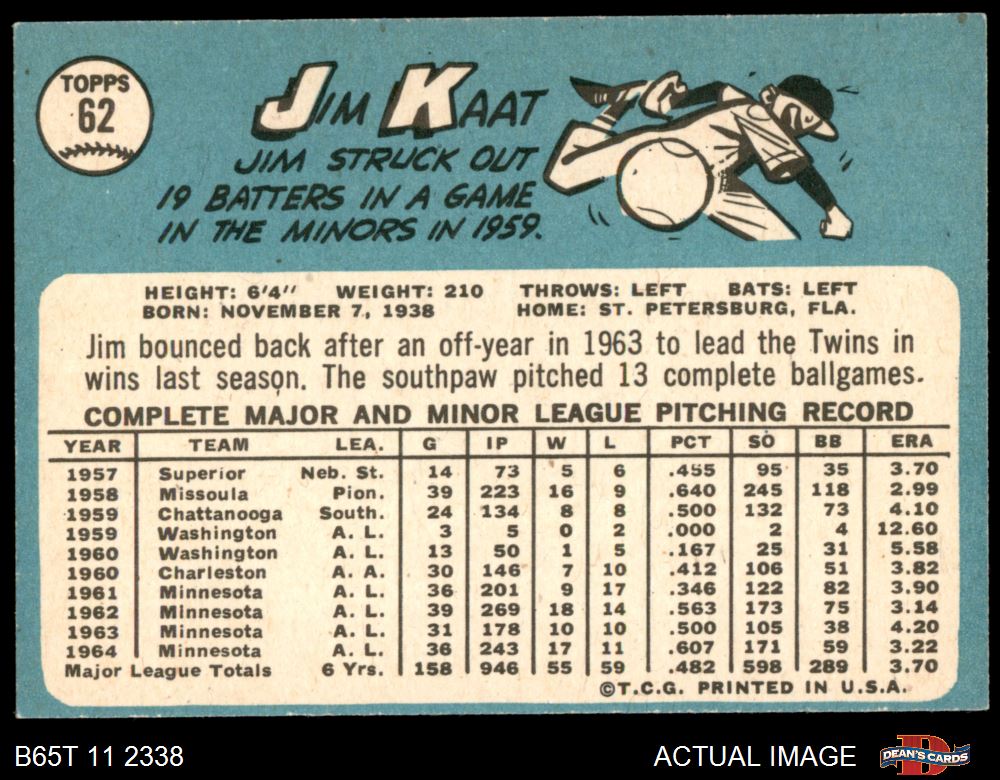 TOPPS
62
JIM KAAT
JIM STRUCK OUT
19 BATTERS IN A GAME
IN THE MINORS IN 1959.
HEIGHT: 6'4" WEIGHT: 210 THROWS: LEFT BATS: LEFT
BORN: NOVEMBER 7, 1938 HOME: ST. PETERSBURG, FLA.
Jim bounced back after an off-year in 1963 to lead the Twins in
wins last season. The southpaw pitched 13 complete ballgames.
COMPLETE MAJOR AND MINOR LEAGUE PITCHING RECORD
YEAR TEAM LEA. G IP W L PCT SO BB ERA
1957 Superior Neb. St. 14 73 5 6 .455 95 35 3.70
1958 Missoula Pion. 39 223 16 9 .640 245 118 2.99
1959 Chattanooga South. 24 134 8 8 .500 132 73 4.10
1959 Washington A. L. 3 5 0 2 .000 2 4 12.60
1960 Washington A. L. 13 50 1 5 .167 25 31 5.58
1960 Charleston A. A. 30 146 7 10 .412 106 51 3.82
1961 Minnesota A. L. 36 201 9 17 .346 122 82 3.90
1962 Minnesota A. L. 39 269 18 14 .563 173 75 3.14
1963 Minnesota A. L. 31 178 10 10 .500 105 38 4.20
1964 Minnesota A. L. 36 243 17 11 .607 171 59 3.22
Major League Totals 6 Yrs. 158 946 55 59 .482 598 289 3.70
©T.C.G. PRINTED IN U.S.A.
B65T 11 2338 ACTUAL IMAGE
D
DEAN'S CARDS